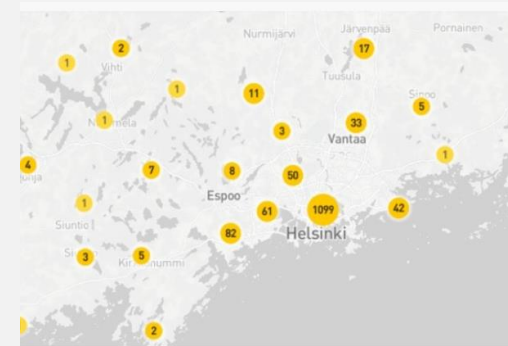 Nurmijärvi
Järvenpää
Pornainen
17
2
1
Vihti
Tuusula
1
11
Sipoo
5
1
33
3
Vantaa
1
4
7
8
50
Espoo
1
61
1099
42
Siuntio
82
Helsinki
3
5
2